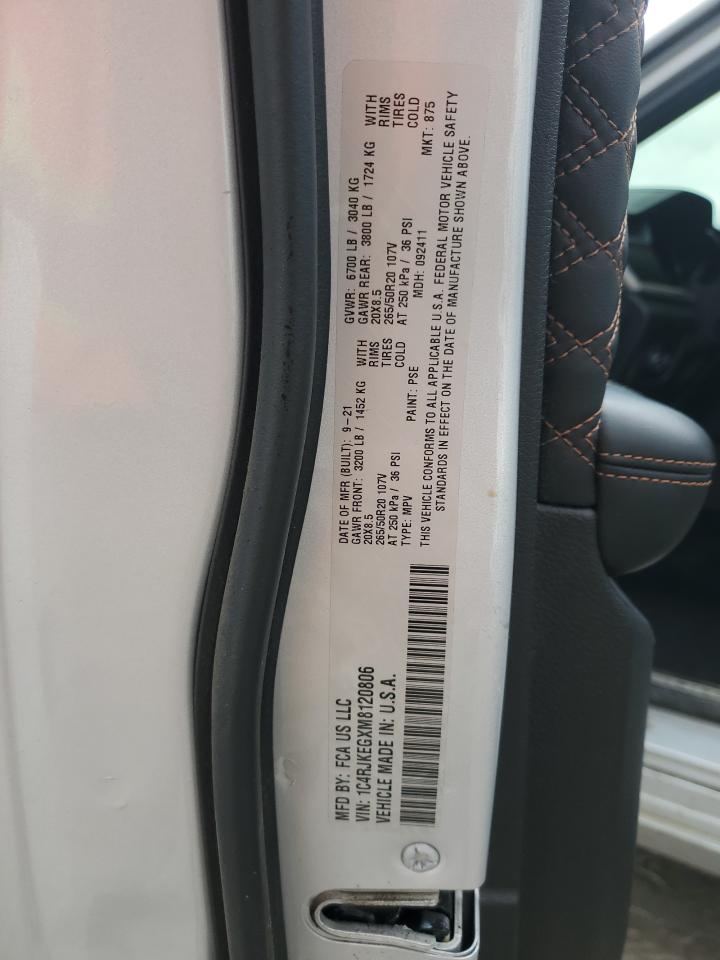 MFD BY: FCA US LLC
VIN: 1C4RJKEGXM8120806
VEHICLE MADE IN: U.S.A.
DATE OF MFR (BUILT): 9-21 GVWR: 6700 LB / 3040 KG
GAWR FRONT: 3200 LB / 1452 KG WITH GAWR REAR: 3800 LB / 1724 KG WITH
20X8.5 RIMS 20X8.5 RIMS
265/50R20 107V TIRES 265/50R20 107V TIRES
AT 250 kPa / 36 PSI COLD AT 250 kPa / 36 PSI COLD
TYPE: MPV PAINT: PSE MDH: 092411 MKT: 875
THIS VEHICLE CONFORMS TO ALL APPLICABLE U.S.A. FEDERAL MOTOR VEHICLE SAFETY
STANDARDS IN EFFECT ON THE DATE OF MANUFACTURE SHOWN ABOVE.